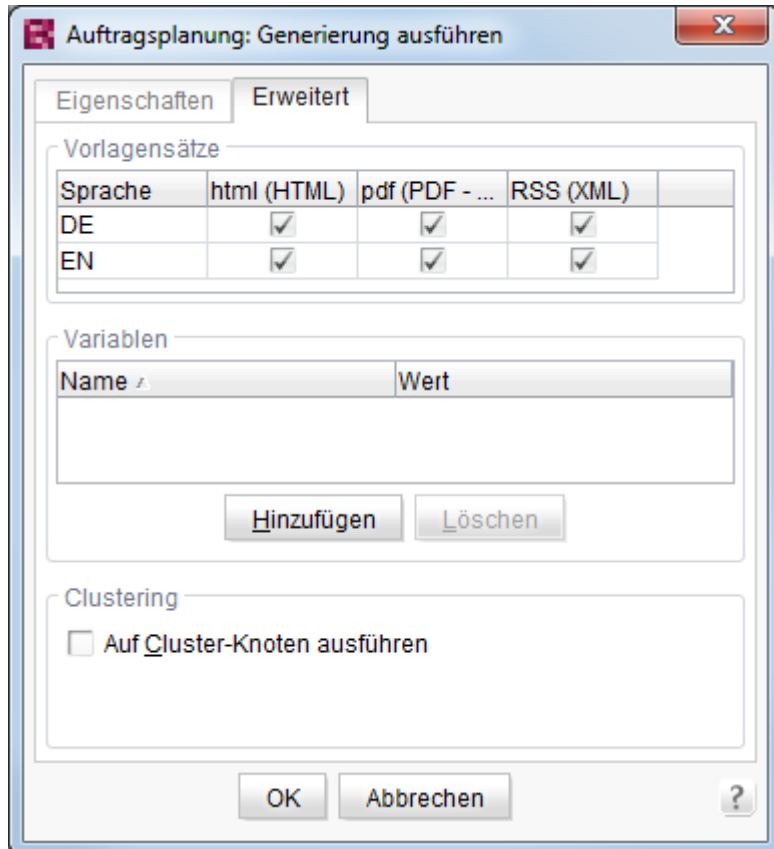 Auftragsplanung: Generierung ausführen
Eigenschaften Erweitert
Vorlagensätze
Sprache html (HTML) pdf (PDF - ... RSS (XML)
DE
EN
Variablen
Name Wert
Hinzufügen Löschen
Clustering
Auf Cluster-Knoten ausführen
OK Abbrechen ?